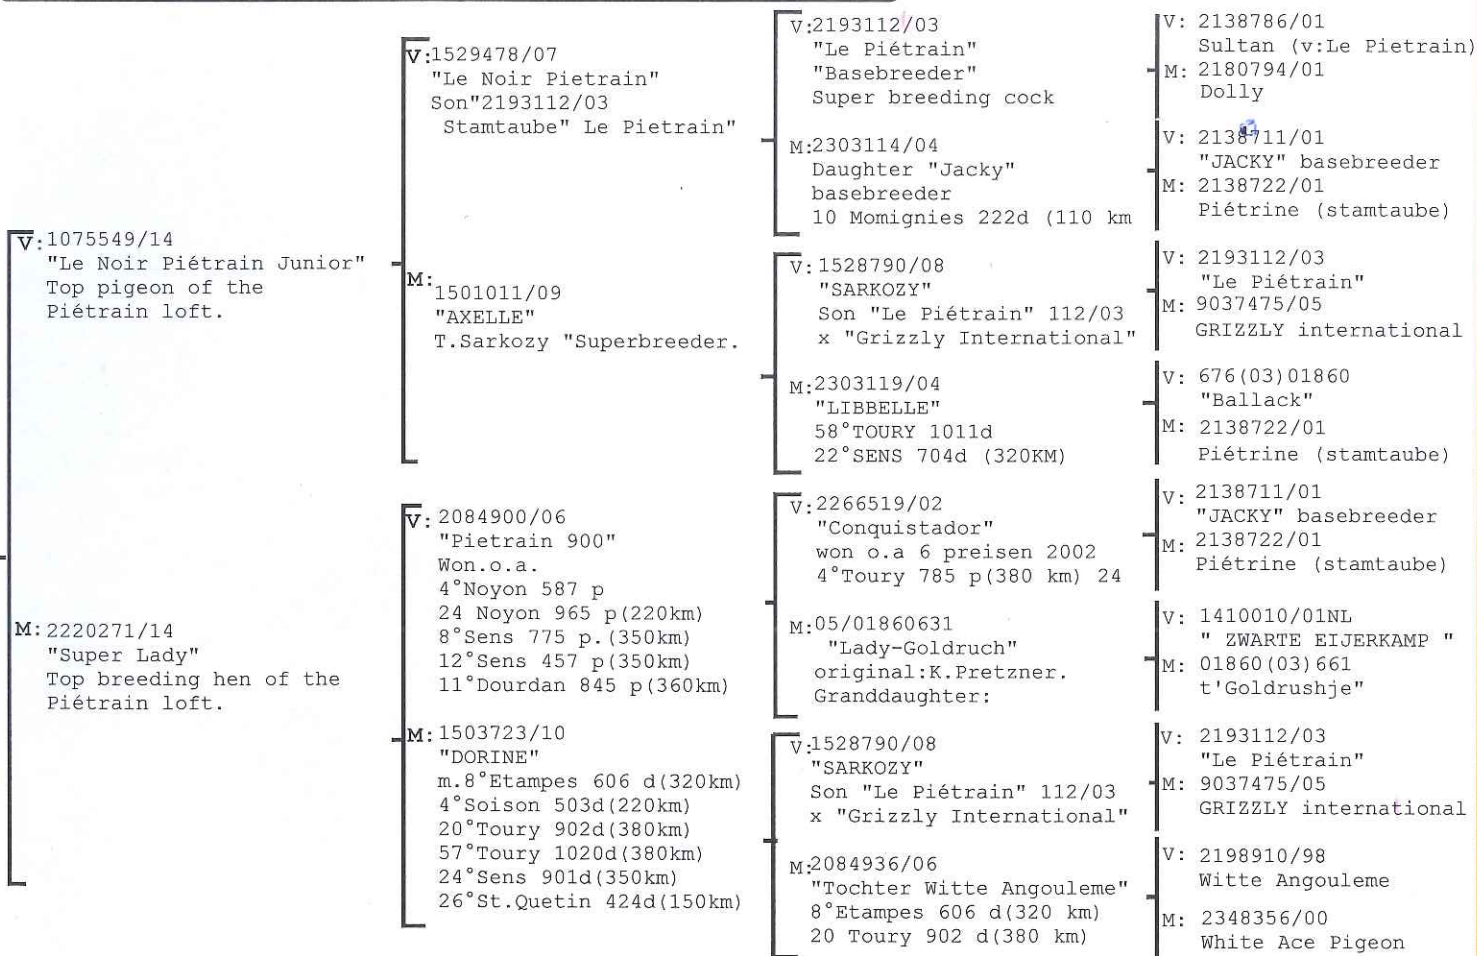 V:1075549/14
"Le Noir Piétrain Junior"
Top pigeon of the
Piétrain loft.
M:2220271/14
"Super Lady"
Top breeding hen of the
Piétrain loft.
V:1529478/07
"Le Noir Pietrain"
Son"2193112/03
Stamtaube" Le Pietrain"
M:
1501011/09
"AXELLE"
T.Sarkozy "Superbreeder.
V: 2084900/06
"Pietrain 900"
Won.o.a.
4°Noyon 587 p
24 Noyon 965 p(220km)
8°Sens 775 p.(350km)
12°Sens 457 p(350km)
11°Dourdan 845 p(360km)
M:1503723/10
"DORINE"
m.8°Etampes 606 d(320km)
4°Soison 503d(220km)
20°Toury 902d(380km)
57°Toury 1020d(380km)
24°Sens 901d(350km)
26°St.Quetin 424d(150km)
V:2193112/03
"Le Piétrain"
"Basebreeder"
Super breeding cock
M:2303114/04
Daughter "Jacky"
basebreeder
10 Momignies 222d (110 km
V: 1528790/08
"SARKOZY"
Son "Le Piétrain" 112/03
x "Grizzly International"
M:2303119/04
"LIBBELLE"
58°TOURY 1011d
22°SENS 704d (320KM)
V:2266519/02
"Conquistador"
won o.a 6 preisen 2002
4°Toury 785 p(380 km) 24
M:05/01860631
"Lady-Goldruch"
original:K.Pretzner.
Granddaughter:
V:1528790/08
"SARKOZY"
Son "Le Piétrain" 112/03
x "Grizzly International"
M:2084936/06
"Tochter Witte Angouleme"
8°Etampes 606 d(320 km)
20 Toury 902 d(380 km)
V: 2138786/01
Sultan (v:Le Pietrain)
M: 2180794/01
Dolly
V: 2138711/01
"JACKY" basebreeder
M: 2138722/01
Piétrine (stamtaube)
V: 2193112/03
"Le Piétrain"
M: 9037475/05
GRIZZLY international
V: 676(03)01860
"Ballack"
M: 2138722/01
Piétrine (stamtaube)
V: 2138711/01
"JACKY" basebreeder
M: 2138722/01
Piétrine (stamtaube)
V: 1410010/01NL
" ZWARTE EIJERKAMP "
M: 01860(03)661
t'Goldrushje"
V: 2193112/03
"Le Piétrain"
M: 9037475/05
GRIZZLY international
V: 2198910/98
Witte Angouleme
M: 2348356/00
White Ace Pigeon